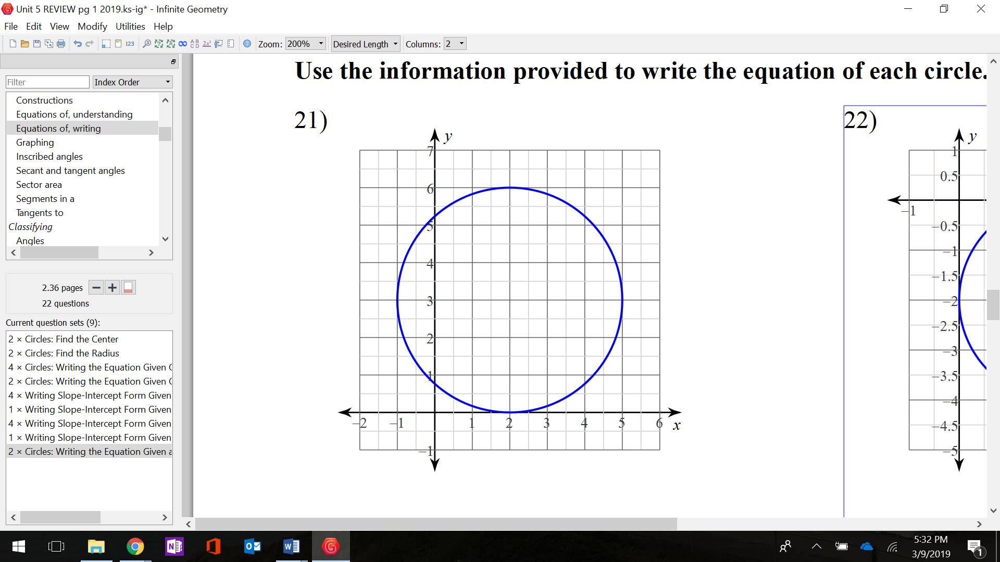 Unit 5 REVIEW pg 1 2019.ks-ig* - Infinite Geometry
File Edit View Modify Utilities Help
123 Zoom: 200% Desired Length Columns: 2
Filter Index Order
Constructions
Equations of, understanding
Equations of, writing
Graphing
Inscribed angles
Secant and tangent angles
Sector area
Segments in a
Tangents to
Classifying
Angles
2.36 pages
22 questions
Current question sets (9):
2 × Circles: Find the Center
2 × Circles: Find the Radius
4 × Circles: Writing the Equation Given
2 × Circles: Writing the Equation Given
4 × Writing Slope-Intercept Form Given
1 × Writing Slope-Intercept Form Given
4 × Writing Slope-Intercept Form Given
1 × Writing Slope-Intercept Form Given
2 × Circles: Writing the Equation Given a
Use the information provided to write the equation of each circle.
21)
y
7
6
5
4
3
2
1
−2 −1 1 2 3 4 5 6 x
−1
22)
y
1
0.5
−1
−0.5
−1
−1.5
−2
−2.5
−3
−3.5
−4
−4.5
−5
5:32 PM
3/9/2019
1